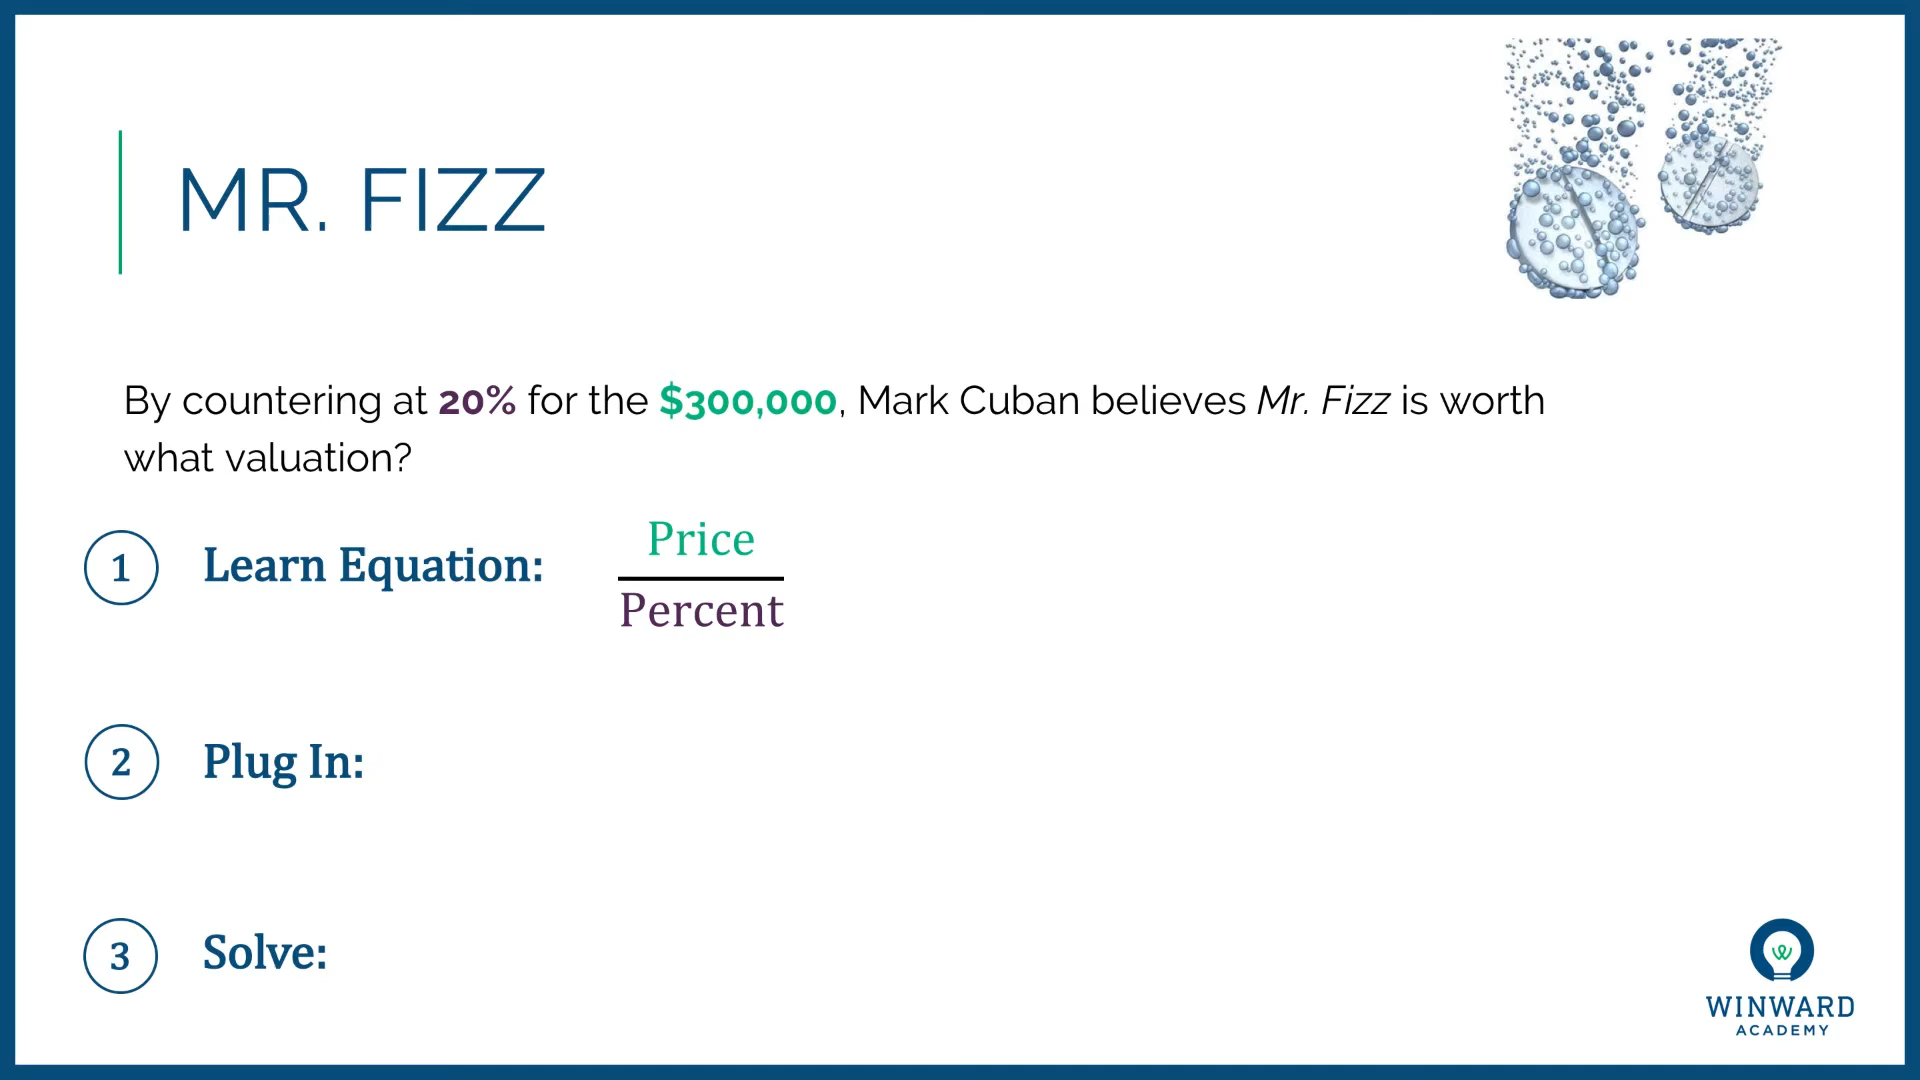 MR. FIZZ
By countering at 20% for the $300,000, Mark Cuban believes Mr. Fizz is worth
what valuation?
1 Learn Equation:
Price
Percent
2 Plug In:
3 Solve:
WINWARD
ACADEMY